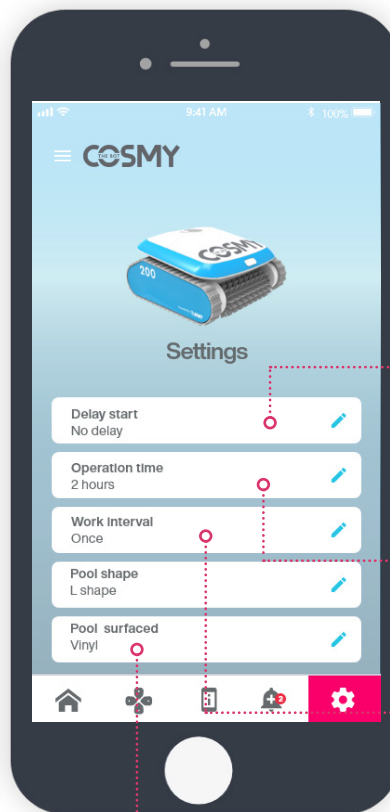 9:41 AM
100%
COSMY
THE BOT
200
COSMY
Settings
Delay start
No delay
Operation time
2 hours
Work interval
Once
Pool shape
L shape
Pool surfaced
Vinyl
2